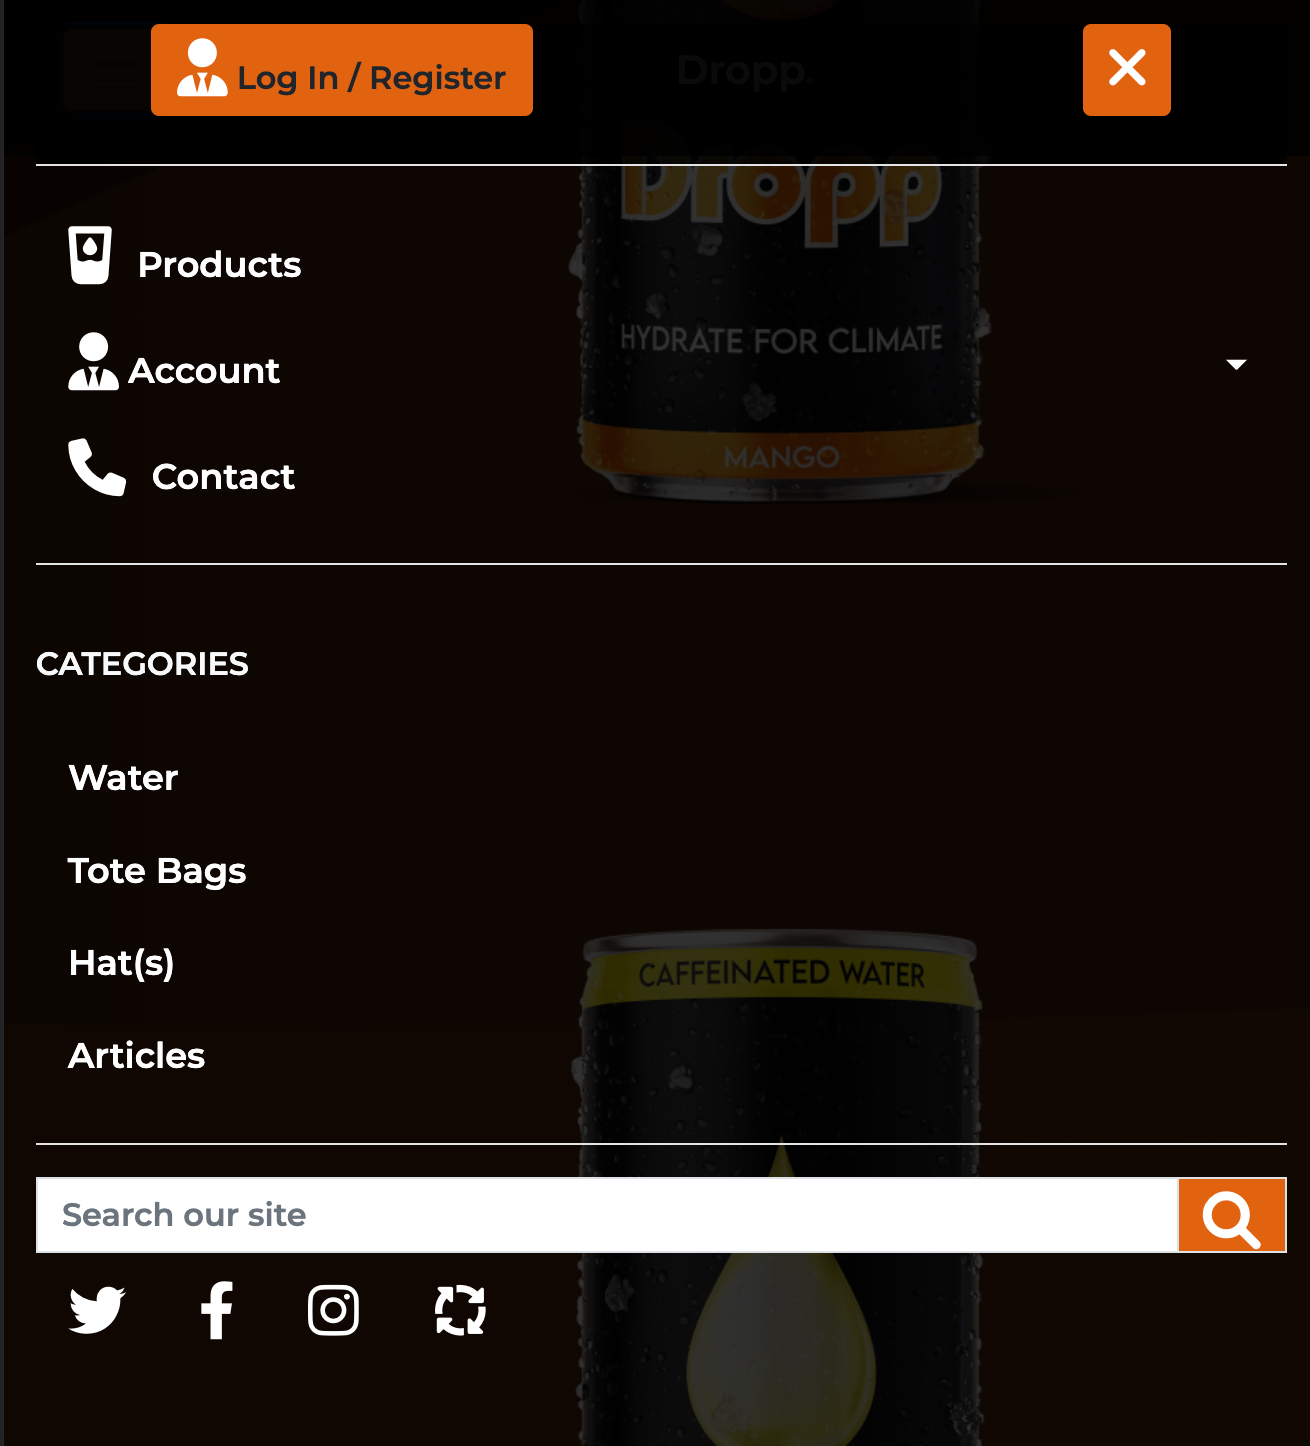 Log In / Register
Dropp.
Dropp
Products
HYDRATE FOR CLIMATE
Account
MANGO
Contact
CATEGORIES
Water
Tote Bags
Hat(s)
CAFFEINATED WATER
Articles
Search our site